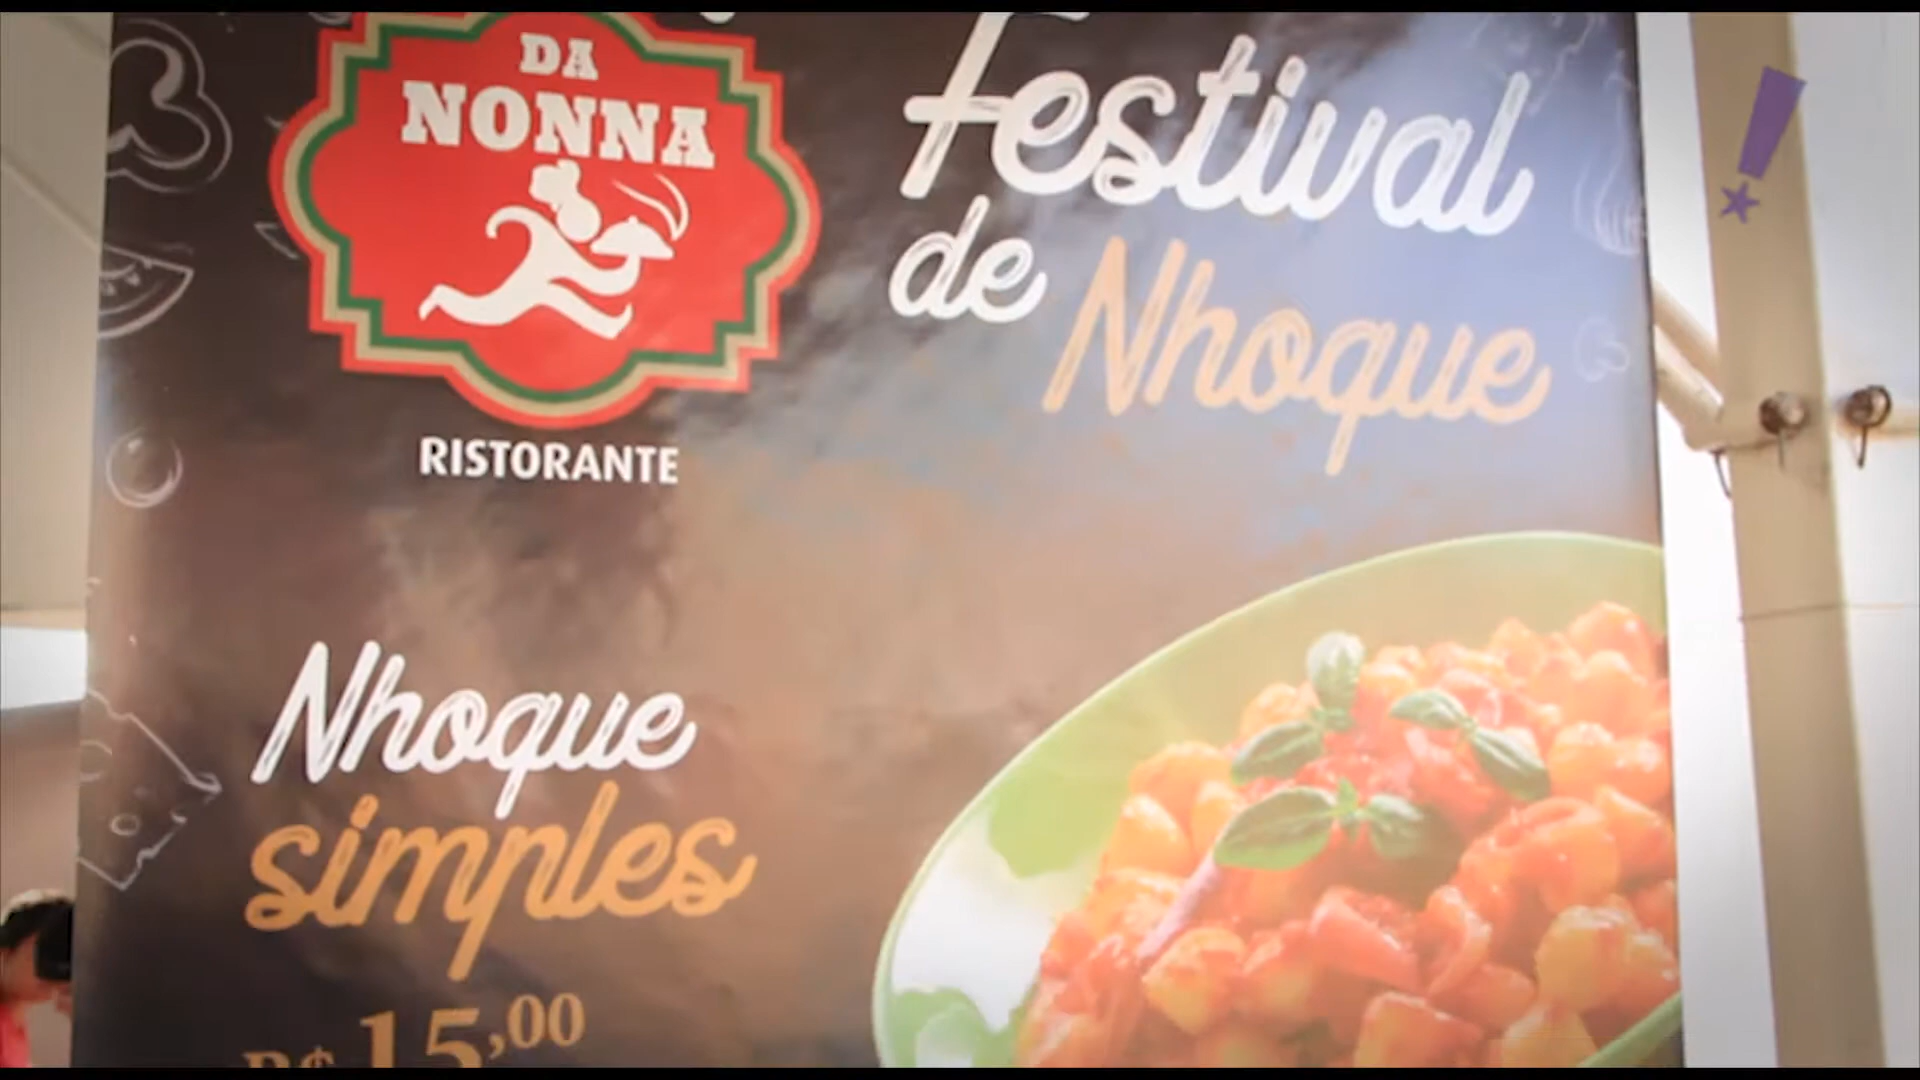 DA
NONNA
RISTORANTE
Festival
de Nhoque
Nhoque
simples
R$ 15,00